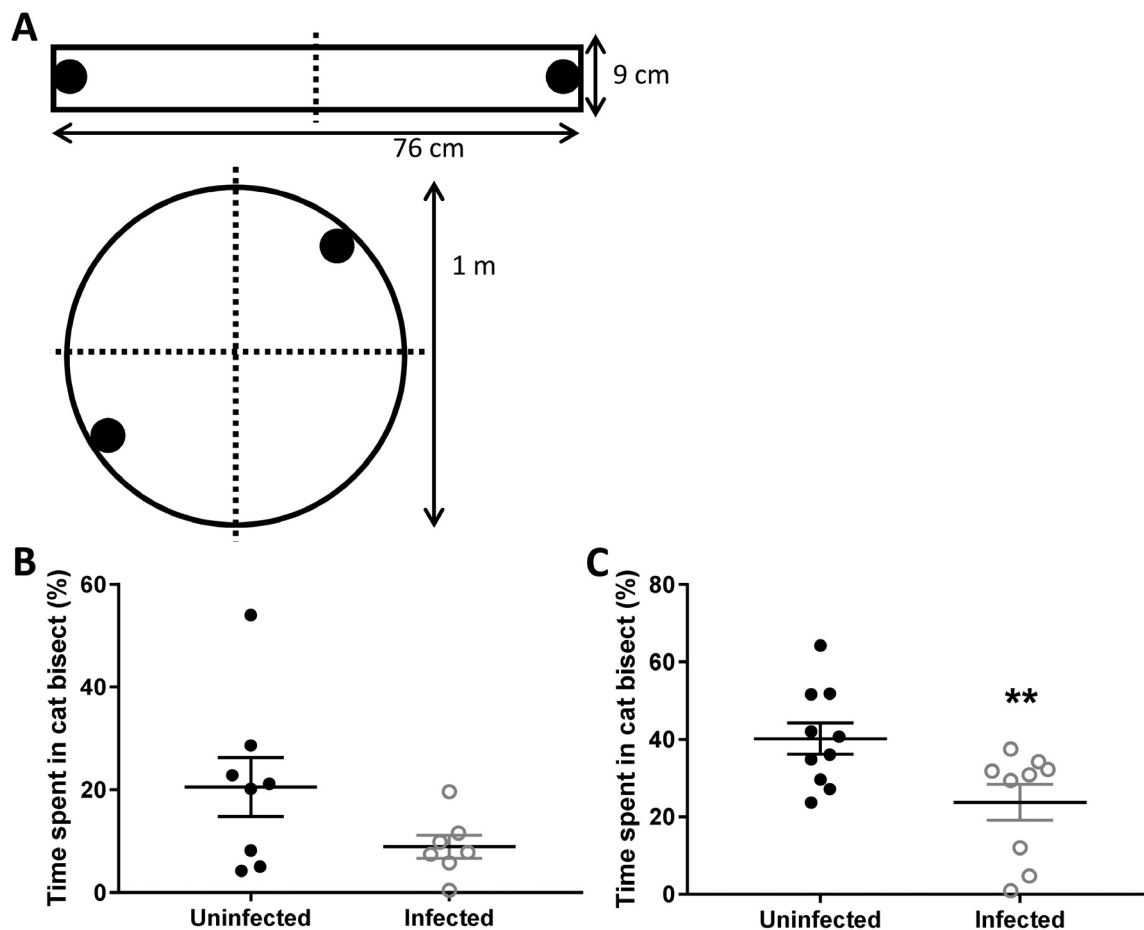 A
9 cm
76 cm
1 m
B
Time spent in cat bisect (%)
60
40
20
0
Uninfected
Infected
C
Time spent in cat bisect (%)
80
60
40
20
0
**
Uninfected
Infected